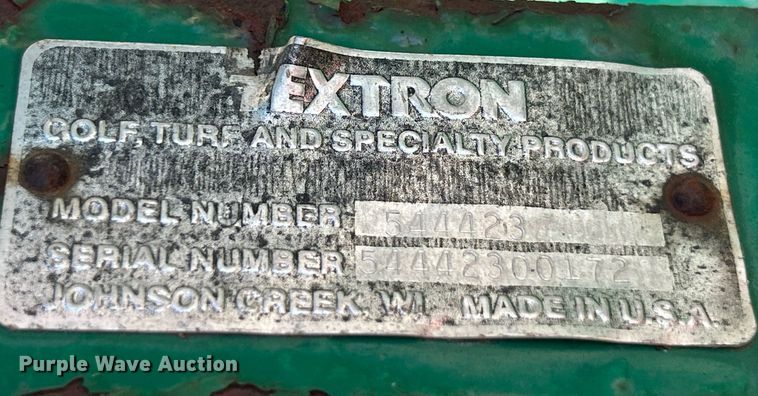 TEXTRON
GOLF, TURF AND SPECIALTY PRODUCTS
MODEL NUMBER 544423
SERIAL NUMBER 54442300172
JOHNSON CREEK, WI. MADE IN U.S.A.
Purple Wave Auction